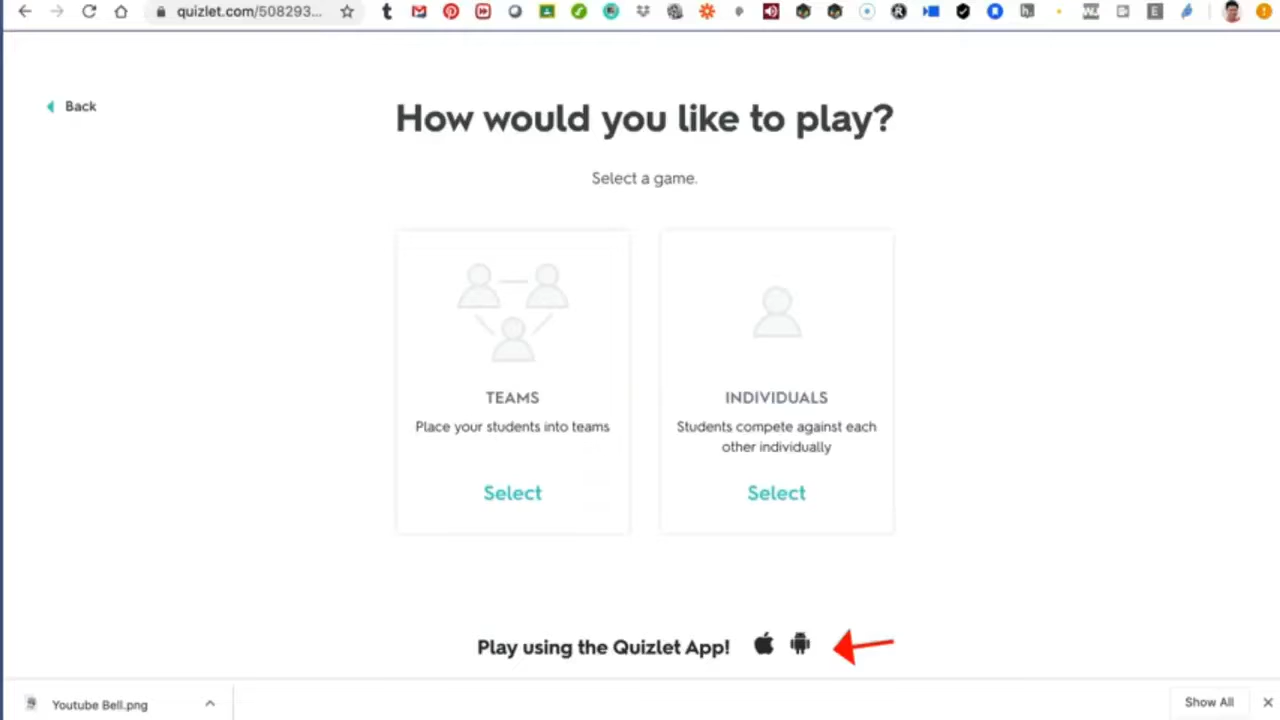 quizlet.com/508293...
Back
How would you like to play?
Select a game.
TEAMS
Place your students into teams
Select
INDIVIDUALS
Students compete against each
other individually
Select
Play using the Quizlet App!
Youtube Bell.png
Show All